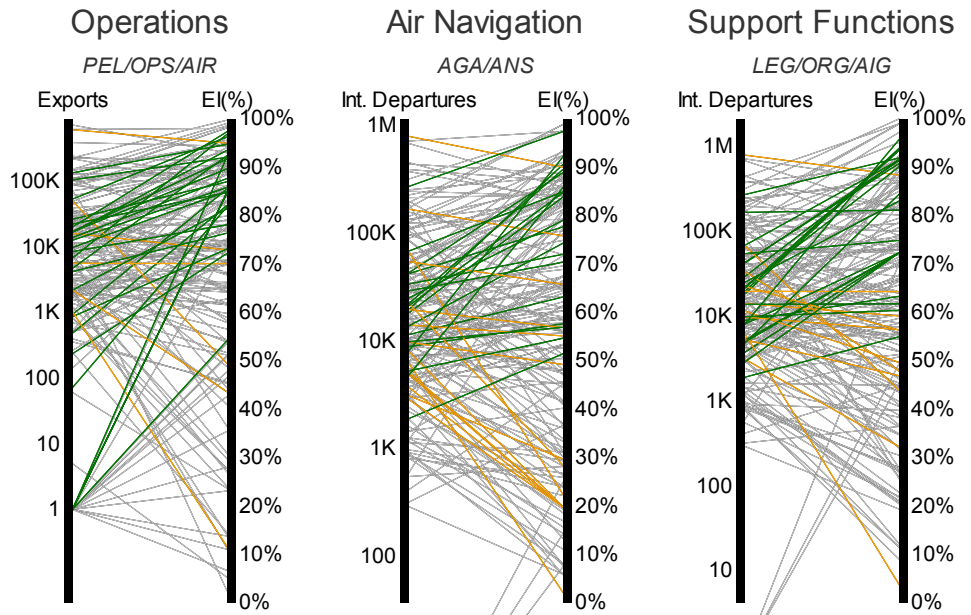 Operations
PEL/OPS/AIR
Exports
EI(%)
100K
10K
1K
100
10
1
100%
90%
80%
70%
60%
50%
40%
30%
20%
10%
0%
Air Navigation
AGA/ANS
Int. Departures
EI(%)
1M
100K
10K
1K
100
100%
90%
80%
70%
60%
50%
40%
30%
20%
10%
0%
Support Functions
LEG/ORG/AIG
Int. Departures
EI(%)
1M
100K
10K
1K
100
10
100%
90%
80%
70%
60%
50%
40%
30%
20%
10%
0%